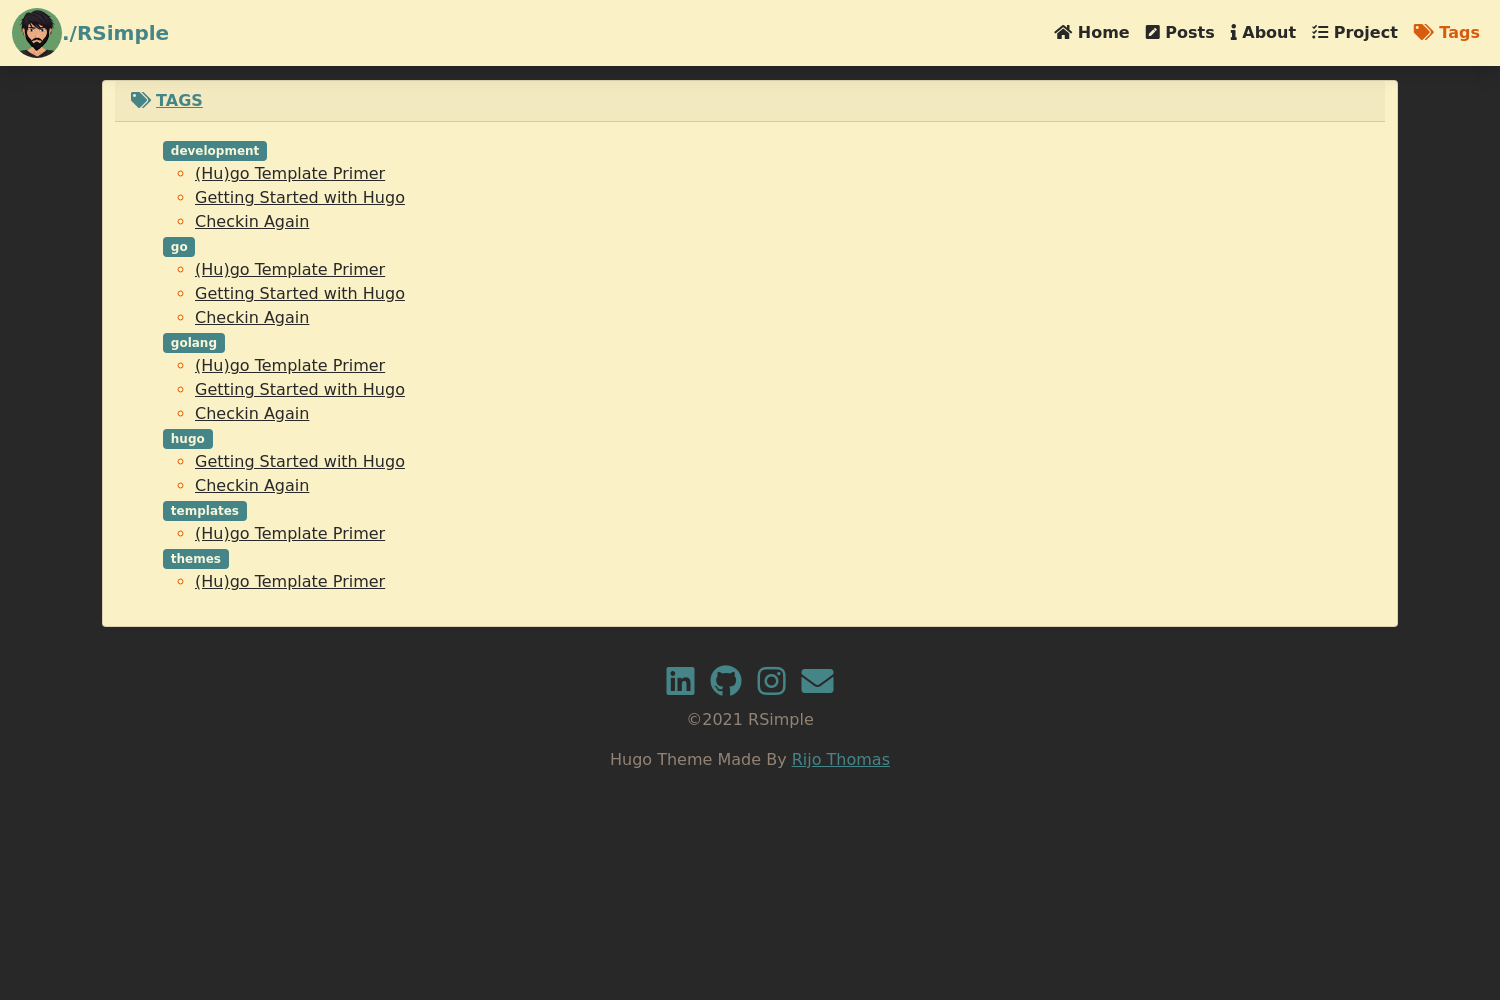 ./RSimple
Home Posts About Project Tags
TAGS
development
(Hu)go Template Primer
Getting Started with Hugo
Checkin Again
go
(Hu)go Template Primer
Getting Started with Hugo
Checkin Again
golang
(Hu)go Template Primer
Getting Started with Hugo
Checkin Again
hugo
Getting Started with Hugo
Checkin Again
templates
(Hu)go Template Primer
themes
(Hu)go Template Primer
©2021 RSimple
Hugo Theme Made By Rijo Thomas